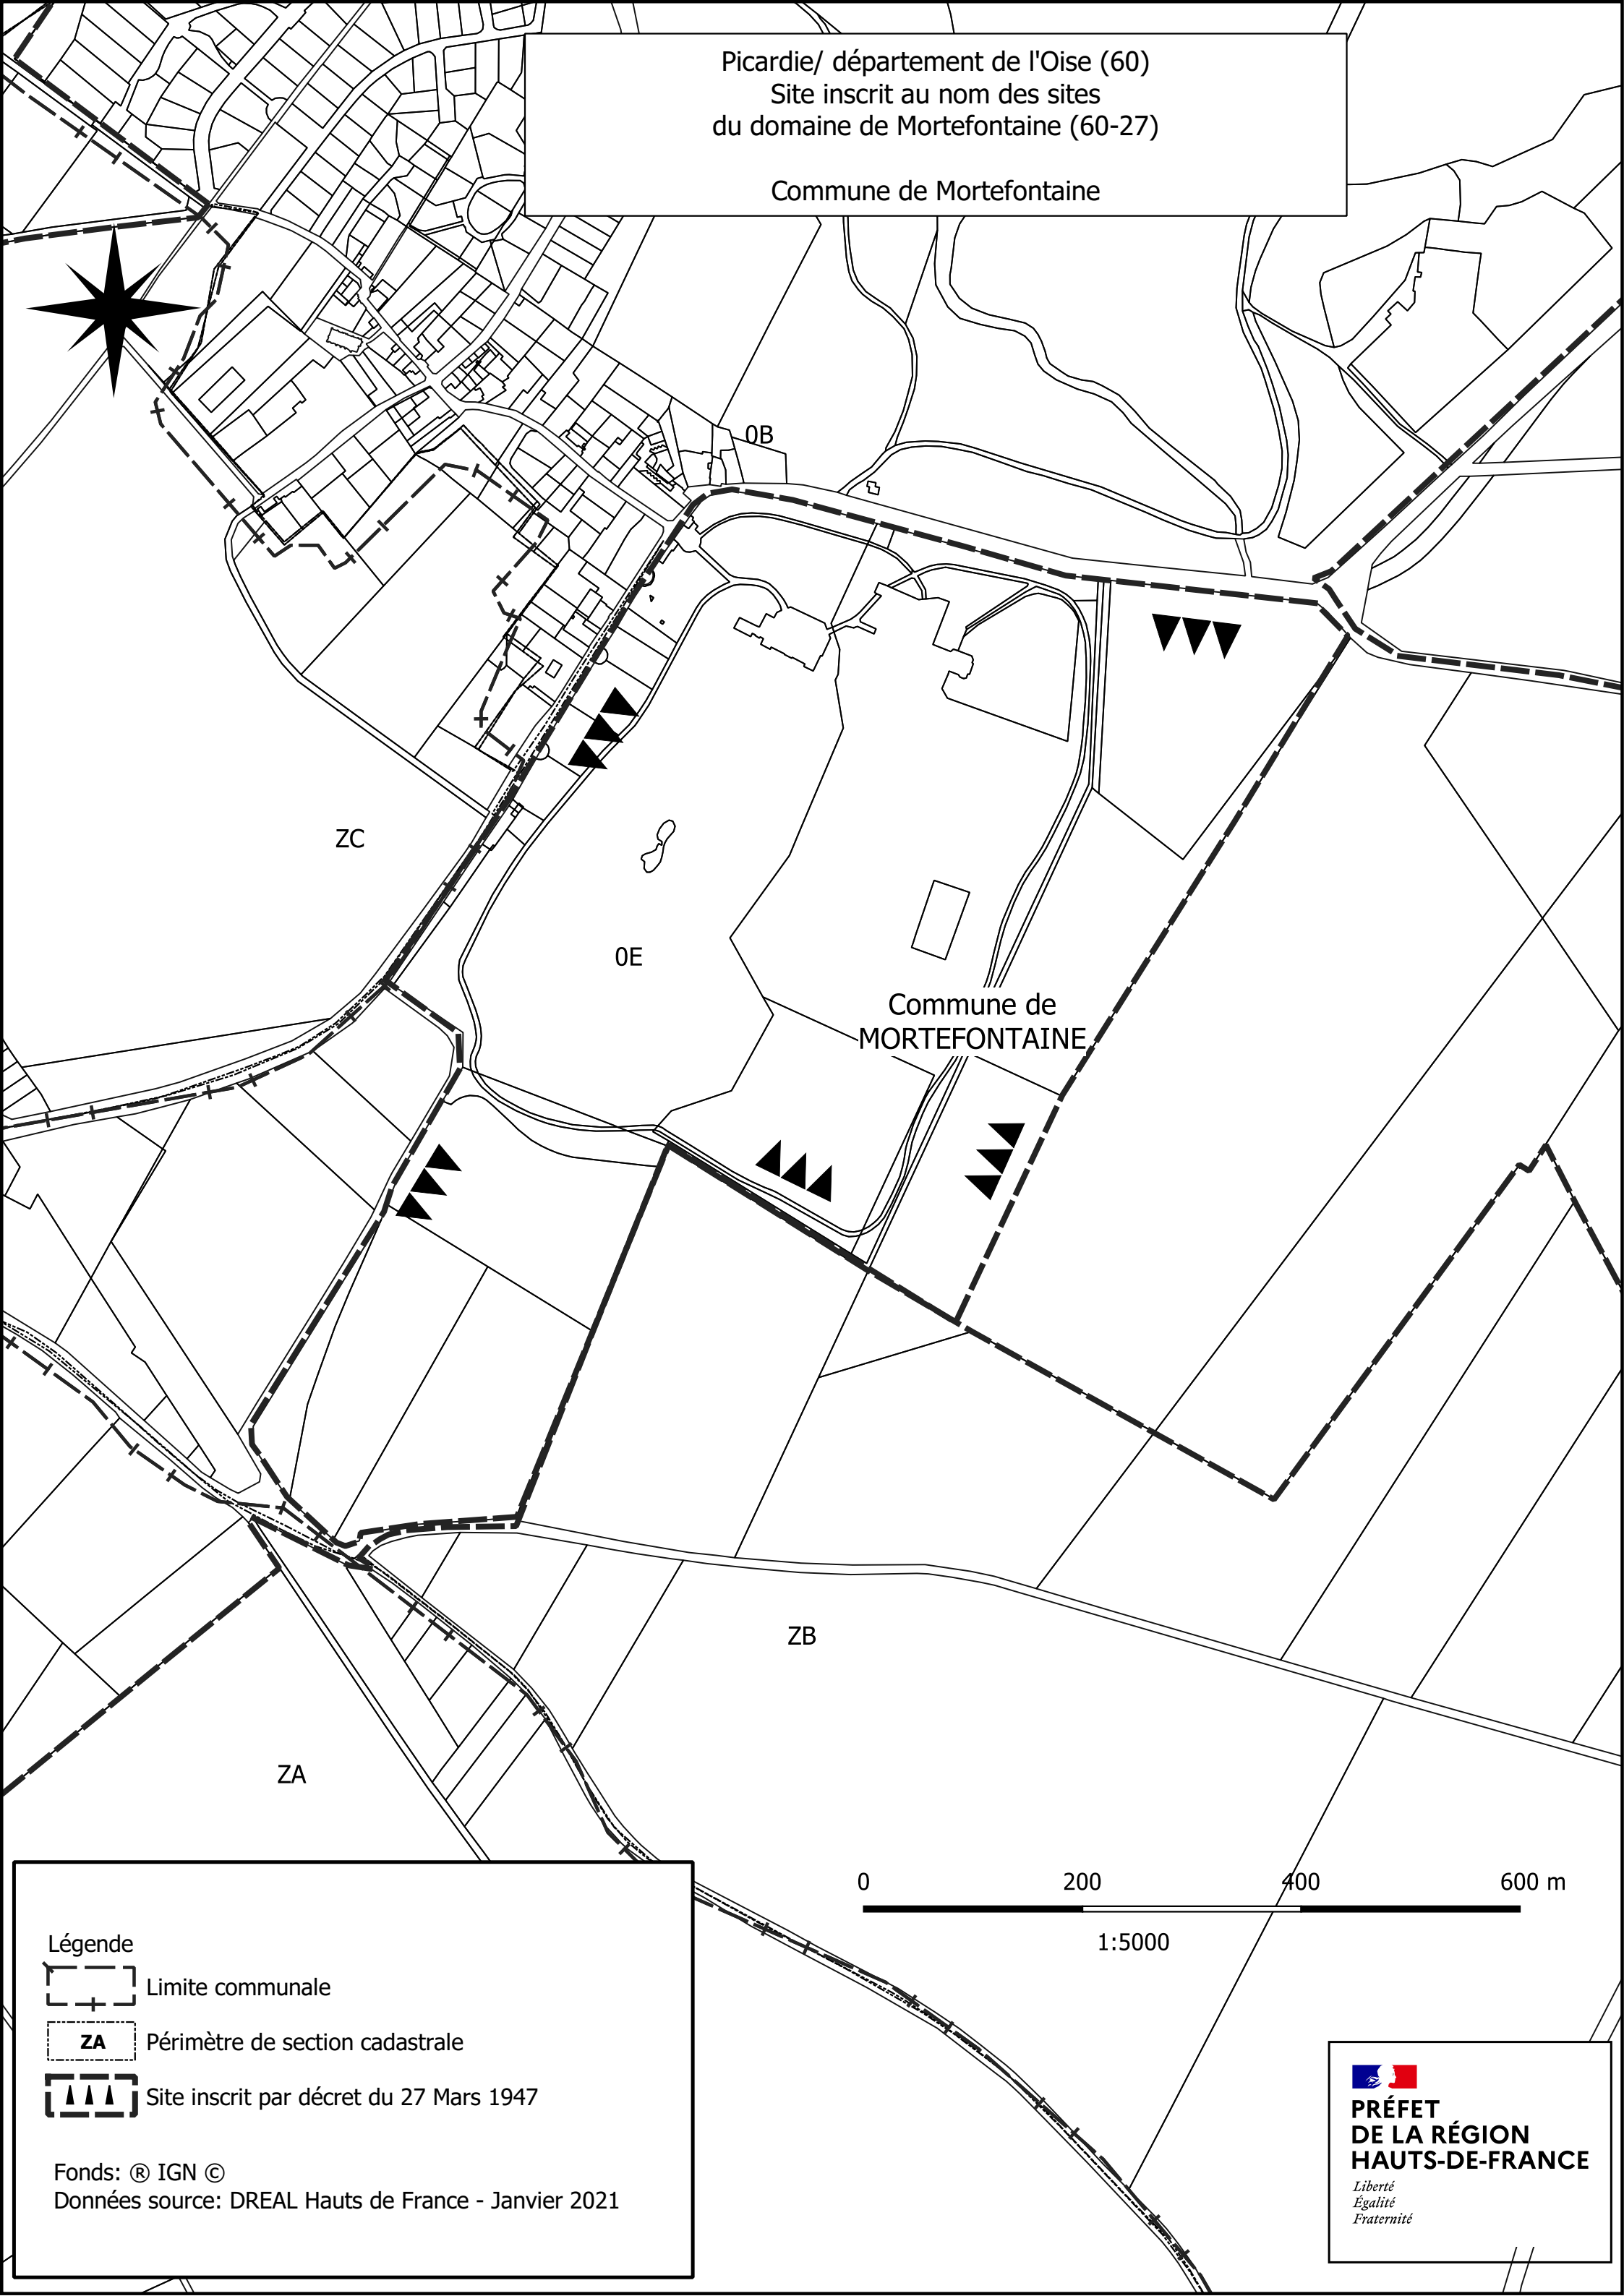 Picardie/ département de l'Oise (60)
Site inscrit au nom des sites
du domaine de Mortefontaine (60-27)
Commune de Mortefontaine
0B
ZC
0E
Commune de
MORTEFONTAINE
ZB
ZA
0 200 400 600 m
1:5000
Légende
Limite communale
ZA Périmètre de section cadastrale
Site inscrit par décret du 27 Mars 1947
Fonds: ® IGN ©
Données source: DREAL Hauts de France - Janvier 2021
PRÉFET
DE LA RÉGION
HAUTS-DE-FRANCE
Liberté
Égalité
Fraternité